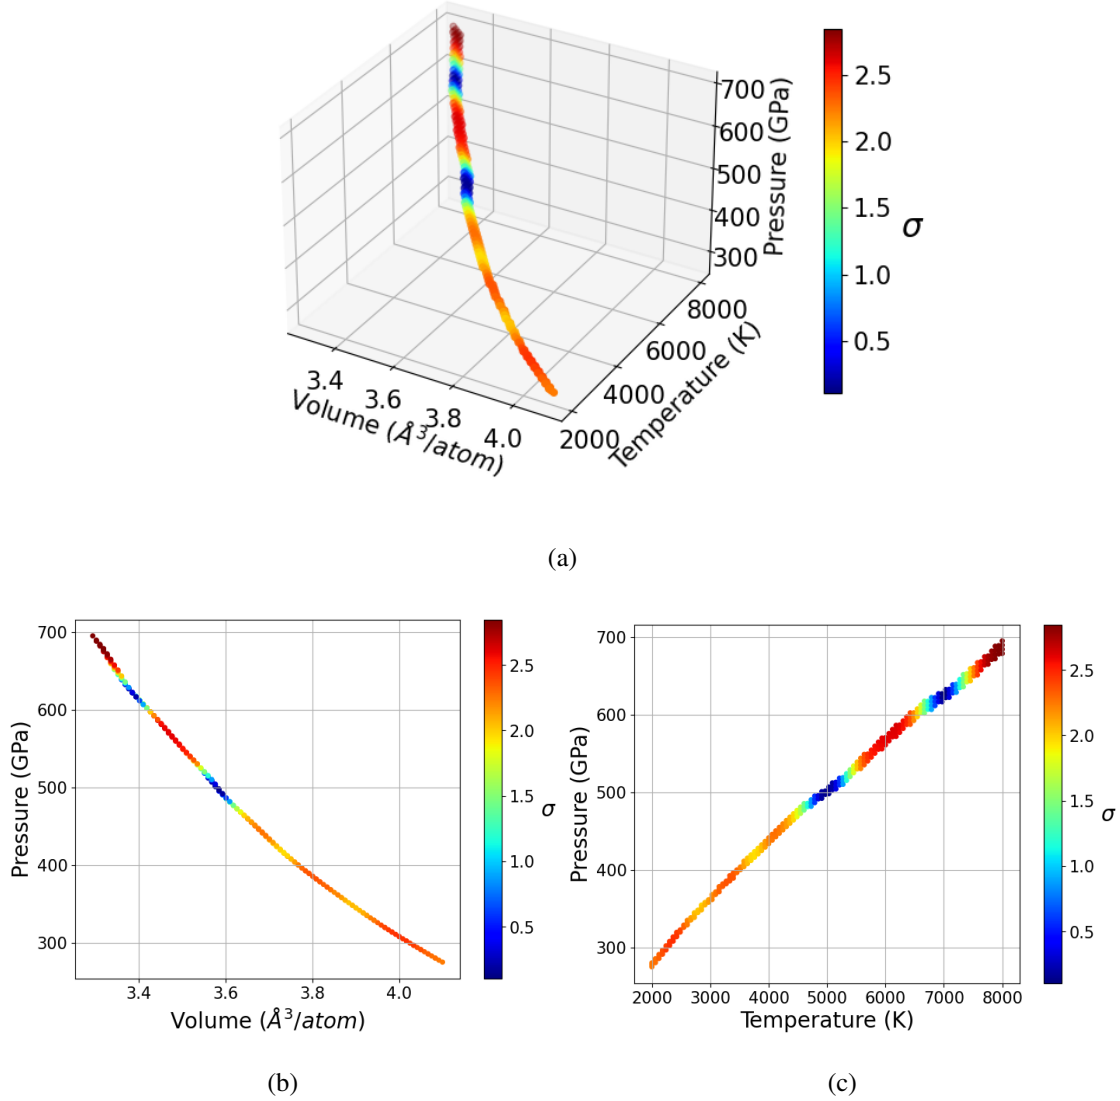 700
600
500
400
300
Pressure (GPa)
8000
6000
4000
2000
Temperature (K)
3.4
3.6
3.8
4.0
Volume (Å³/atom)
2.5
2.0
1.5
1.0
0.5
σ
(a)
700
600
500
400
300
Pressure (GPa)
3.4 3.6 3.8 4.0
Volume (Å³/atom)
2.5
2.0
1.5
1.0
0.5
σ
(b)
700
600
500
400
300
Pressure (GPa)
2000 3000 4000 5000 6000 7000 8000
Temperature (K)
2.5
2.0
1.5
1.0
0.5
σ
(c)